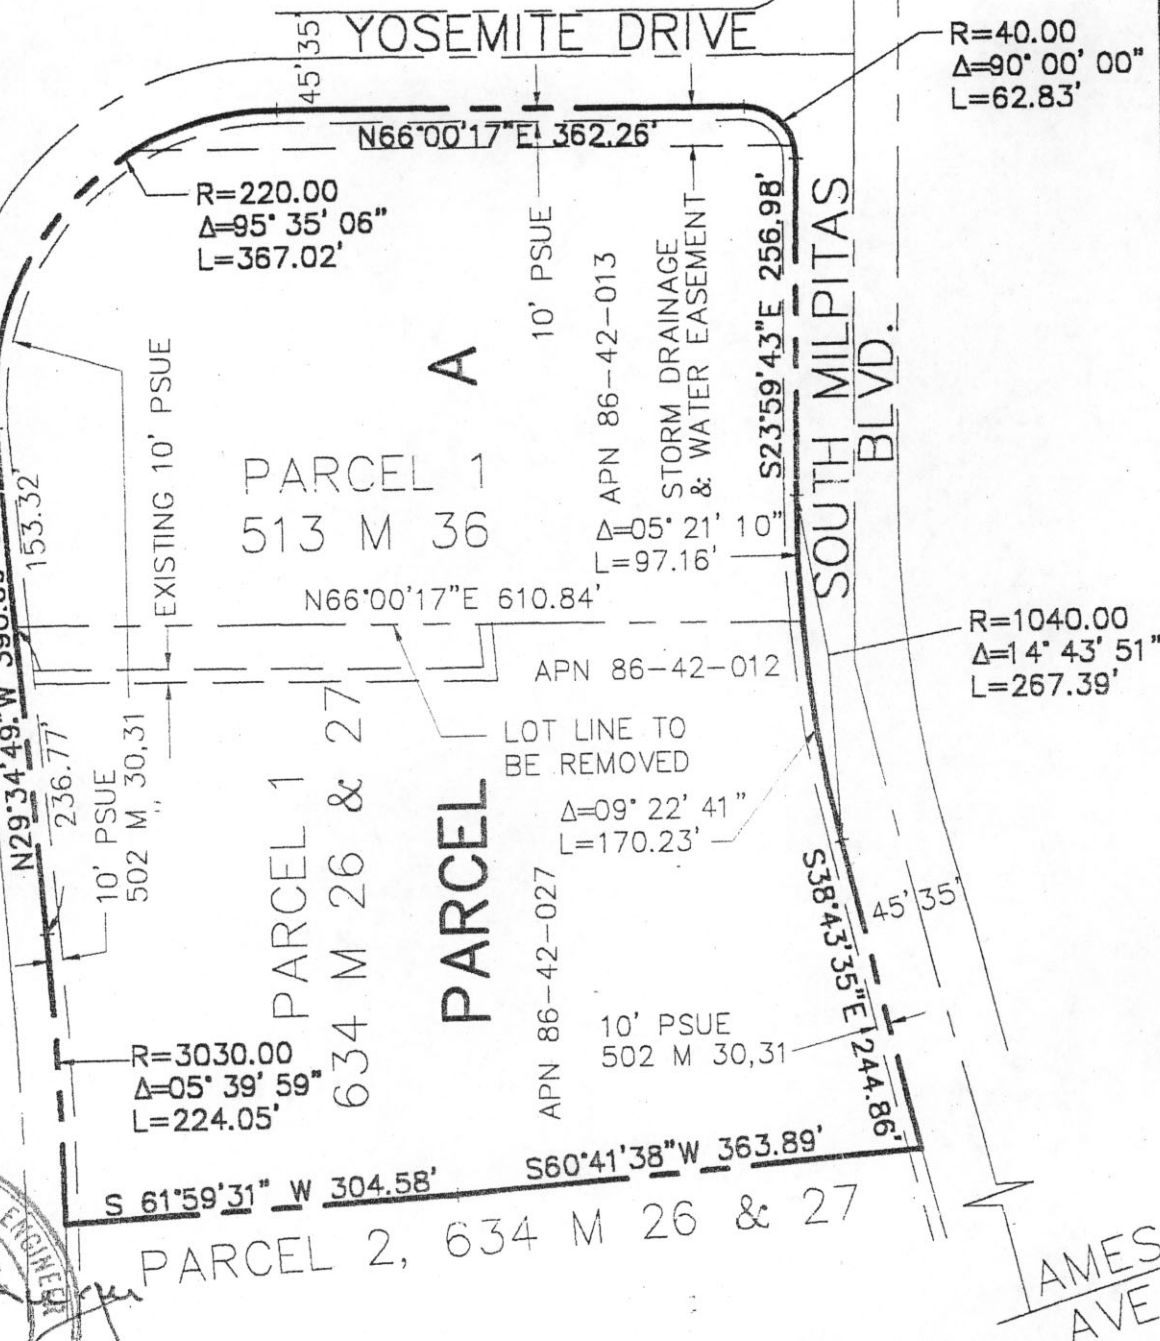 YOSEMITE DRIVE
45' 35'
R=40.00
Δ=90° 00' 00"
L=62.83'
N66°00'17"E 362.26'
R=220.00
Δ=95° 35' 06"
L=367.02'
10' PSUE
APN 86-42-013
STORM DRAINAGE
& WATER EASEMENT
S23°59'43"E 256.98'
SOUTH MILPITAS
BLVD.
A
EXISTING 10' PSUE
153.32'
PARCEL 1
513 M 36
Δ=05° 21' 10"
L=97.16'
N66°00'17"E 610.84'
R=1040.00
Δ=14° 43' 51"
L=267.39'
APN 86-42-012
LOT LINE TO
BE REMOVED
N29°34'49"W
236.77'
10' PSUE
502 M 30,31
PARCEL 1
634 M 26 & 27
PARCEL
Δ=09° 22' 41"
L=170.23'
APN 86-42-027
S38°43'35"E 244.86'
45' 35'
10' PSUE
502 M 30,31
R=3030.00
Δ=05° 39' 59"
L=224.05'
S 61°59'31" W 304.58'
S60°41'38"W 363.89'
PARCEL 2, 634 M 26 & 27
ENGINEER
AMES
AVE